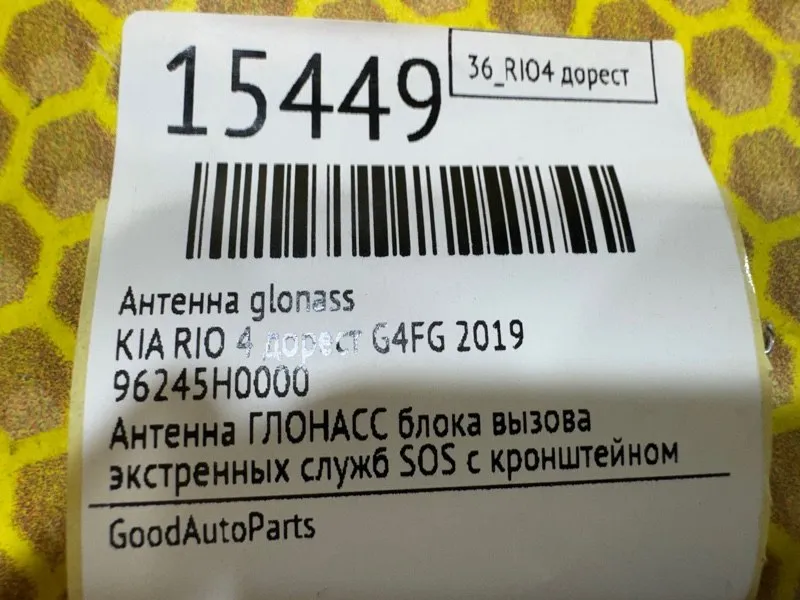 15449
36_RIO4 дорест
Антенна glonass
KIA RIO 4 дорест G4FG 2019
96245H0000
Антенна ГЛОНАСС блока вызова
экстренных служб SOS с кронштейном
GoodAutoParts